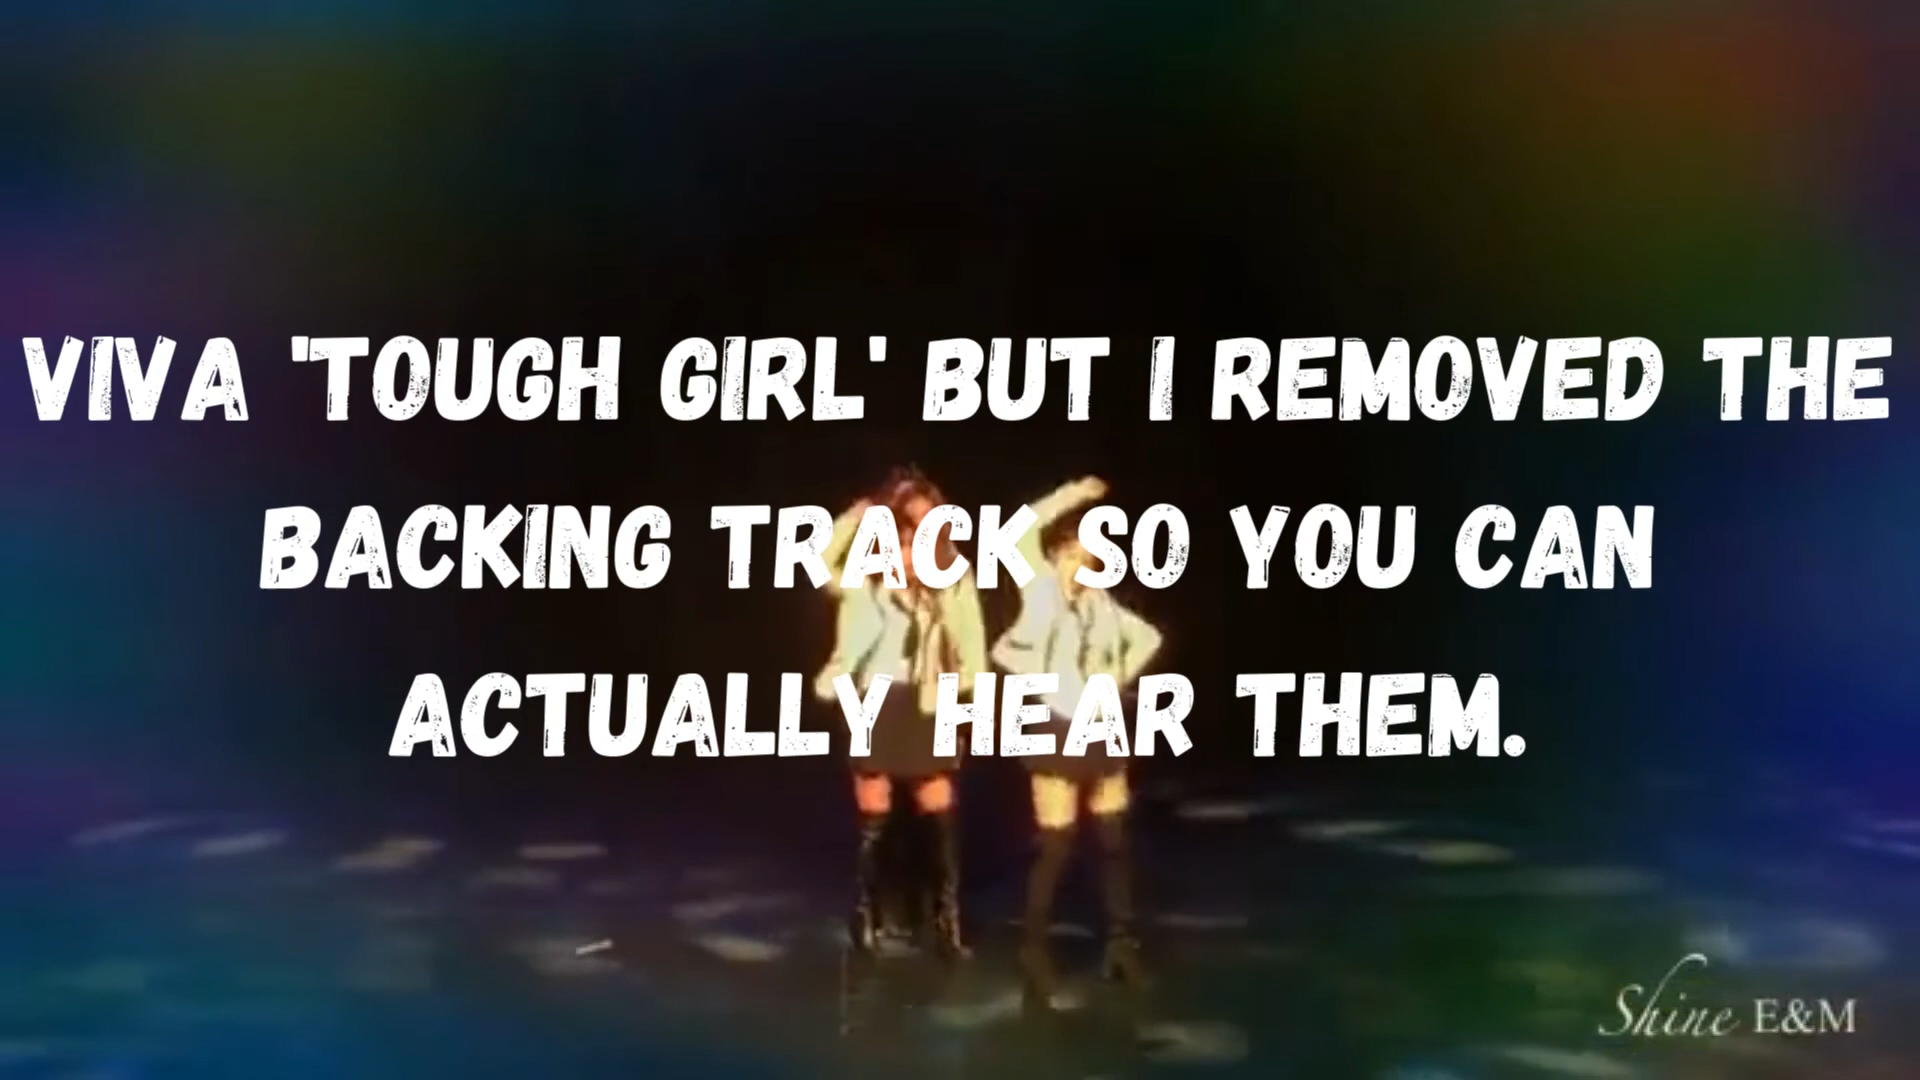 VIVA 'TOUGH GIRL' BUT I REMOVED THE
BACKING TRACK SO YOU CAN
ACTUALLY HEAR THEM.
Shine E&M